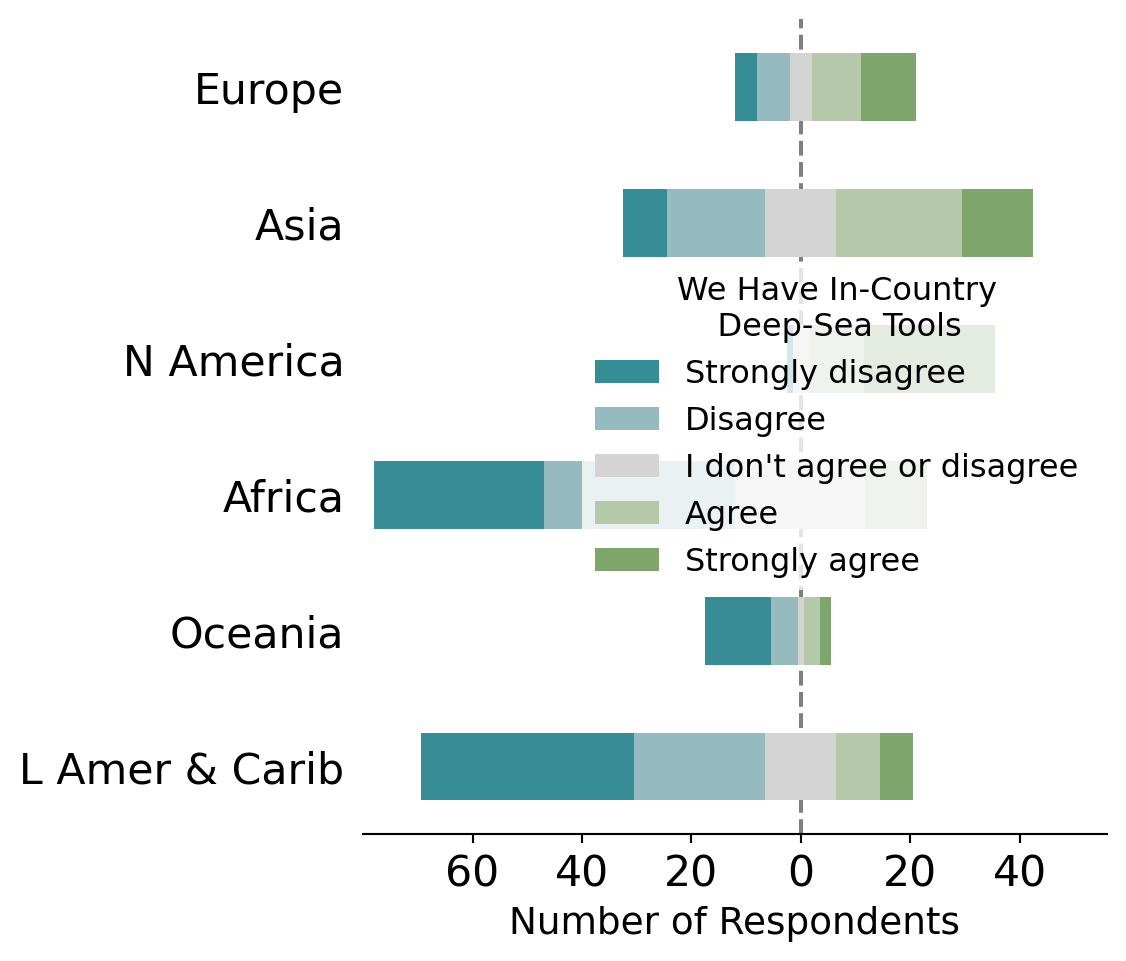 Europe
Asia
We Have In-Country
Deep-Sea Tools
N America
Strongly disagree
Disagree
I don't agree or disagree
Africa
Agree
Strongly agree
Oceania
L Amer & Carib
60 40 20 0 20 40
Number of Respondents